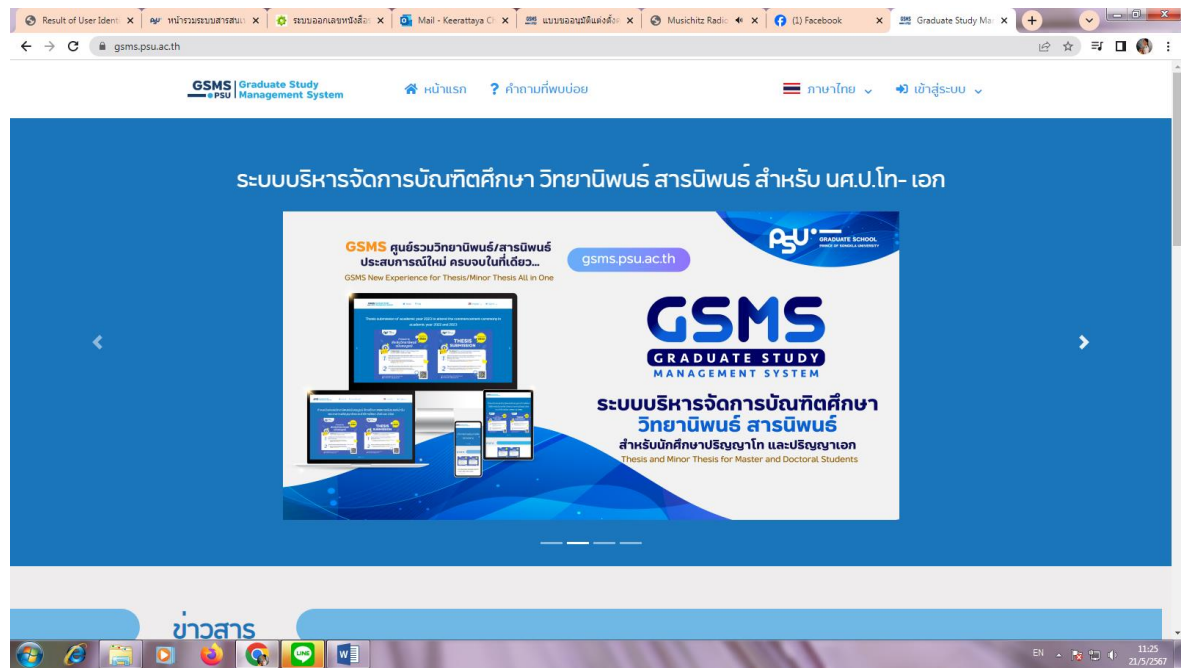 Result of User Ident
หน้ารวมระบบสารสนเ
ระบบออกเลขหนังสือ
Mail - Keerattaya C
แบบขออนุมัติแต่งตั้ง
Musichitz Radio
(1) Facebook
Graduate Study Ma
gsms.psu.ac.th
GSMS PSU Graduate Study Management System
หน้าแรก
? คำถามที่พบบ่อย
ภาษาไทย
เข้าสู่ระบบ
ระบบบริหารจัดการบัณฑิตศึกษา วิทยานิพนธ์ สารนิพนธ์ สำหรับ นศ.ป.โท- เอก
GSMS ศูนย์รวมวิทยานิพนธ์/สารนิพนธ์
ประสบการณ์ใหม่ ครบจบในที่เดียว...
GSMS New Experience for Thesis/Minor Thesis All in One
gsms.psu.ac.th
PSU GRADUATE SCHOOL
PRINCE OF SONGKLA UNIVERSITY
GSMS
GRADUATE STUDY
MANAGEMENT SYSTEM
ระบบบริหารจัดการบัณฑิตศึกษา
วิทยานิพนธ์ สารนิพนธ์
สำหรับนักศึกษาปริญญาโท และปริญญาเอก
Thesis and Minor Thesis for Master and Doctoral Students
THESIS
SUBMISSION
ข่าวสาร
LINE
EN
11:25
21/5/2567